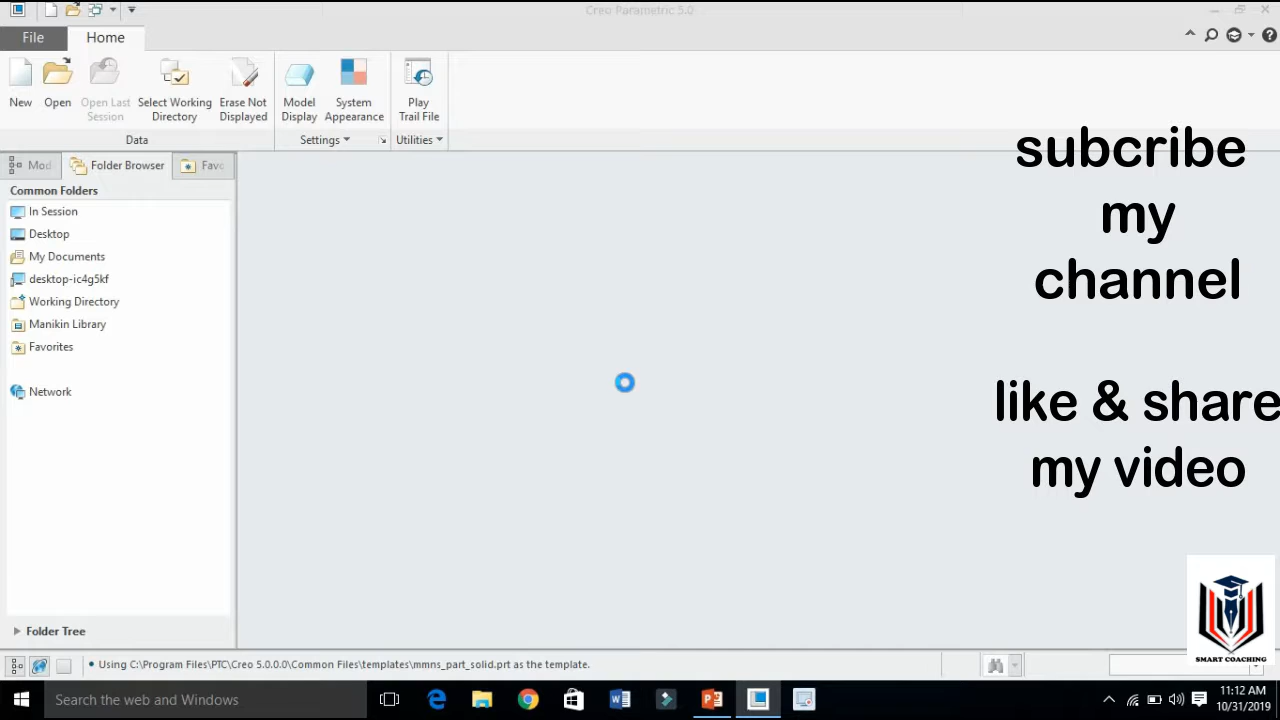 Creo Parametric 5.0
File
Home
New
Open
Open Last
Session
Select Working
Directory
Erase Not
Displayed
Model
Display
System
Appearance
Play
Trail File
Data
Settings
Utilities
Mod
Folder Browser
Favo
Common Folders
In Session
Desktop
My Documents
desktop-ic4g5kf
Working Directory
Manikin Library
Favorites
Network
Folder Tree
subcribe
my
channel
like & share
my video
SMART COACHING
• Using C:\Program Files\PTC\Creo 5.0.0.0\Common Files\templates\mmns_part_solid.prt as the template.
Search the web and Windows
11:12 AM
10/31/2019